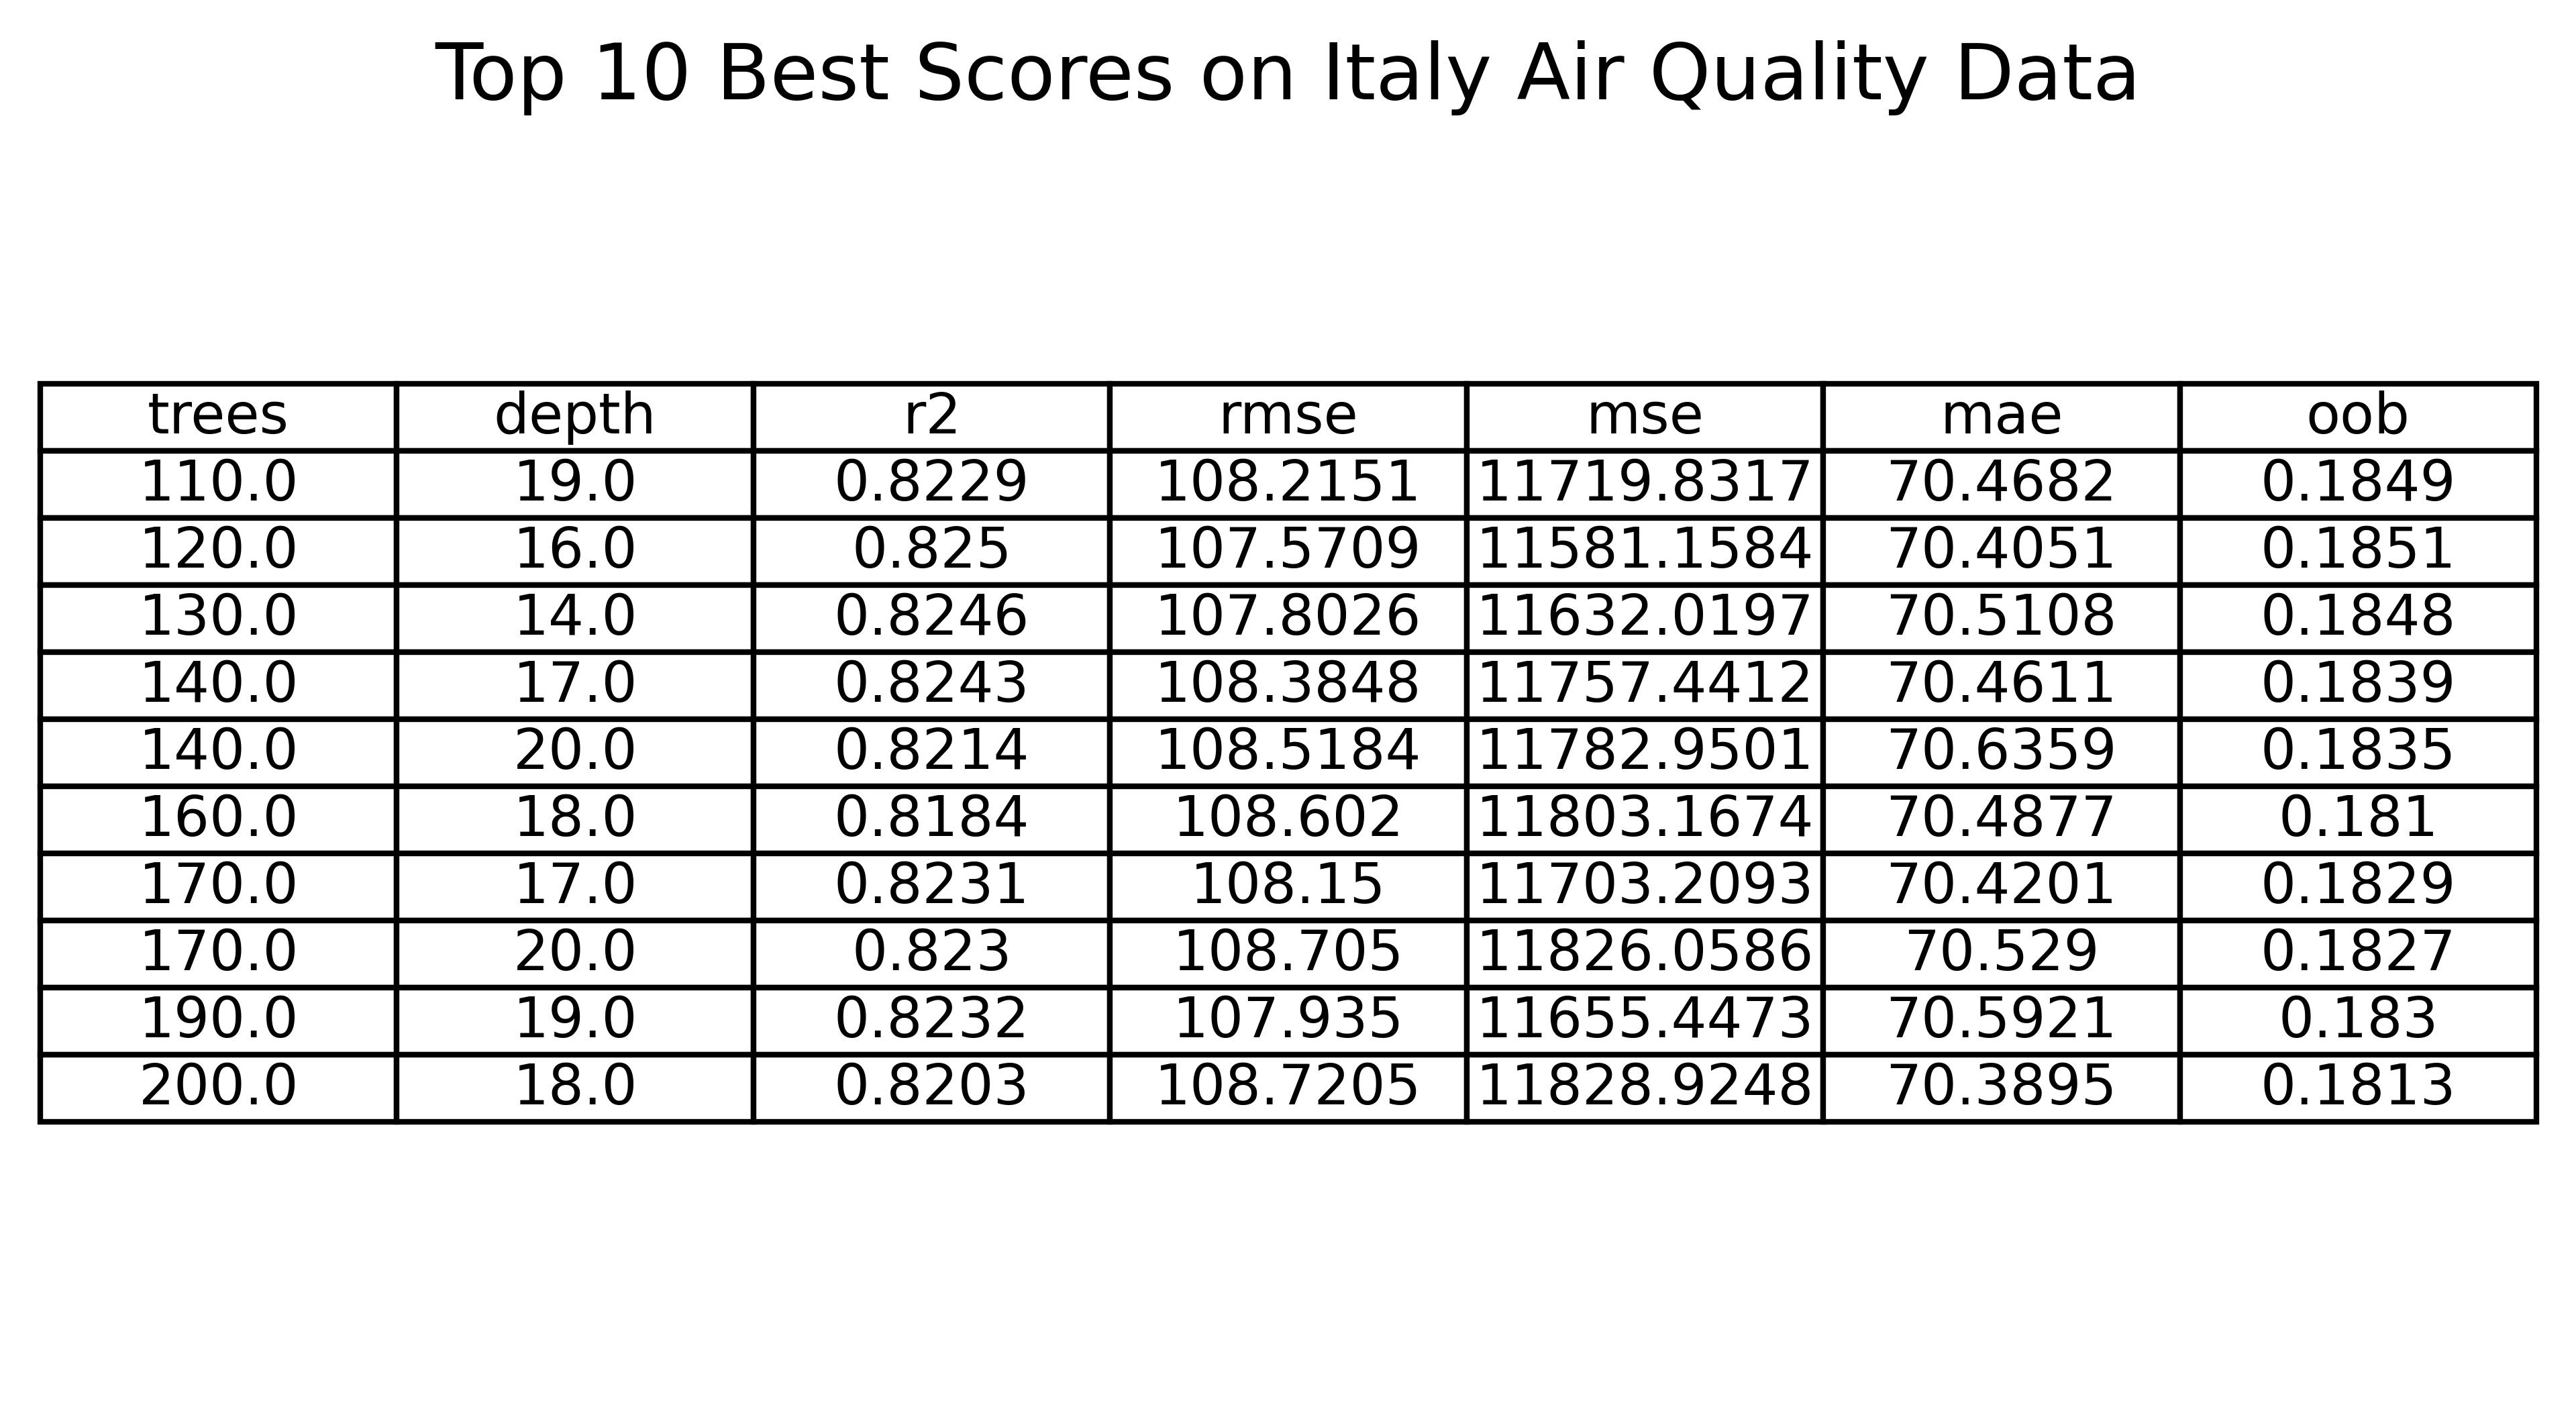 Top 10 Best Scores on Italy Air Quality Data
trees depth r2 rmse mse mae oob
110.0 19.0 0.8229 108.2151 11719.8317 70.4682 0.1849
120.0 16.0 0.825 107.5709 11581.1584 70.4051 0.1851
130.0 14.0 0.8246 107.8026 11632.0197 70.5108 0.1848
140.0 17.0 0.8243 108.3848 11757.4412 70.4611 0.1839
140.0 20.0 0.8214 108.5184 11782.9501 70.6359 0.1835
160.0 18.0 0.8184 108.602 11803.1674 70.4877 0.181
170.0 17.0 0.8231 108.15 11703.2093 70.4201 0.1829
170.0 20.0 0.823 108.705 11826.0586 70.529 0.1827
190.0 19.0 0.8232 107.935 11655.4473 70.5921 0.183
200.0 18.0 0.8203 108.7205 11828.9248 70.3895 0.1813